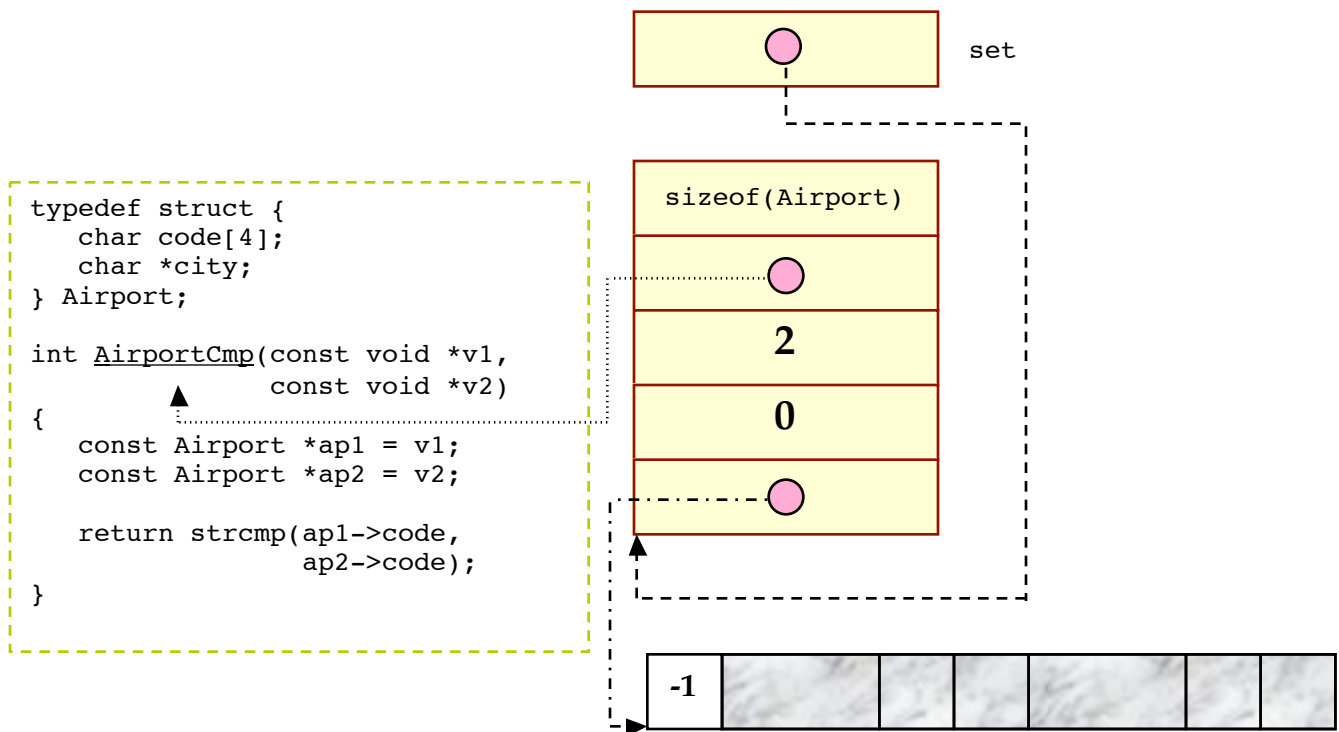 set
sizeof(Airport)
2
0
typedef struct {
   char code[4];
   char *city;
} Airport;
int AirportCmp(const void *v1,
               const void *v2)
{
   const Airport *ap1 = v1;
   const Airport *ap2 = v2;
   return strcmp(ap1->code,
                 ap2->code);
}
-1